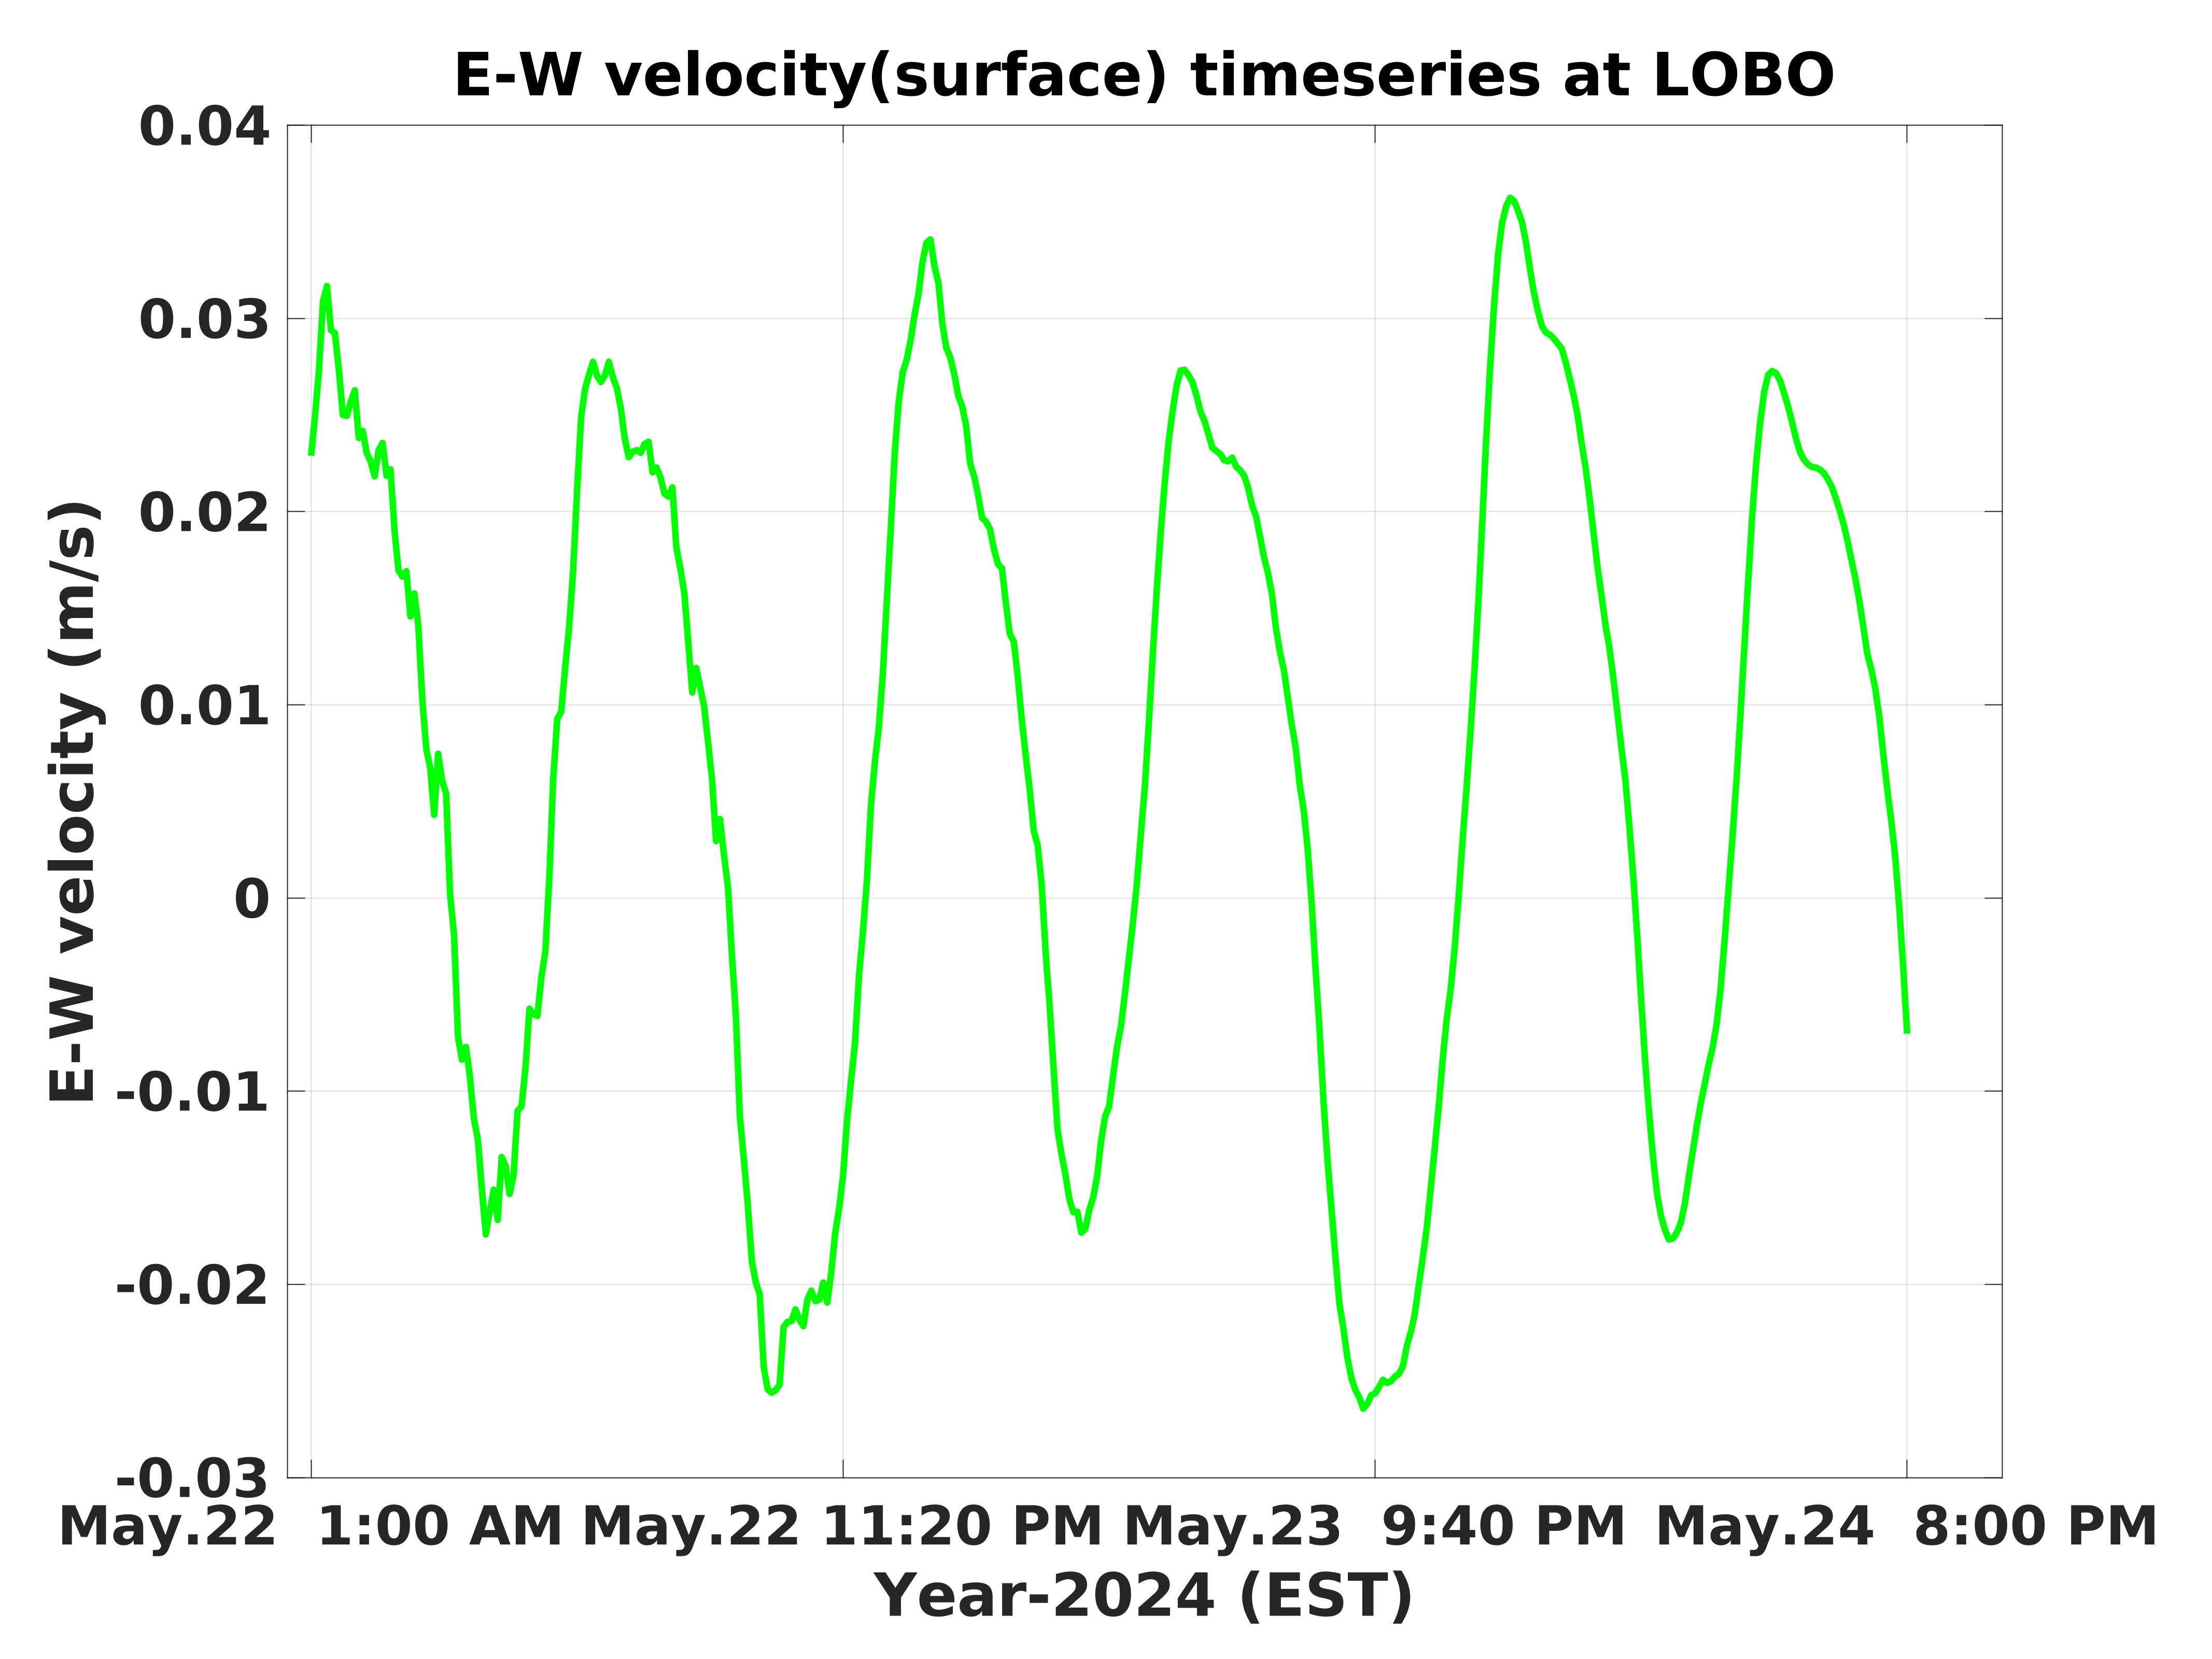 E-W velocity(surface) timeseries at LOBO
E-W velocity (m/s)
0.04
0.03
0.02
0.01
0
-0.01
-0.02
-0.03
May.22 1:00 AM May.22 11:20 PM May.23 9:40 PM May.24 8:00 PM
Year-2024 (EST)